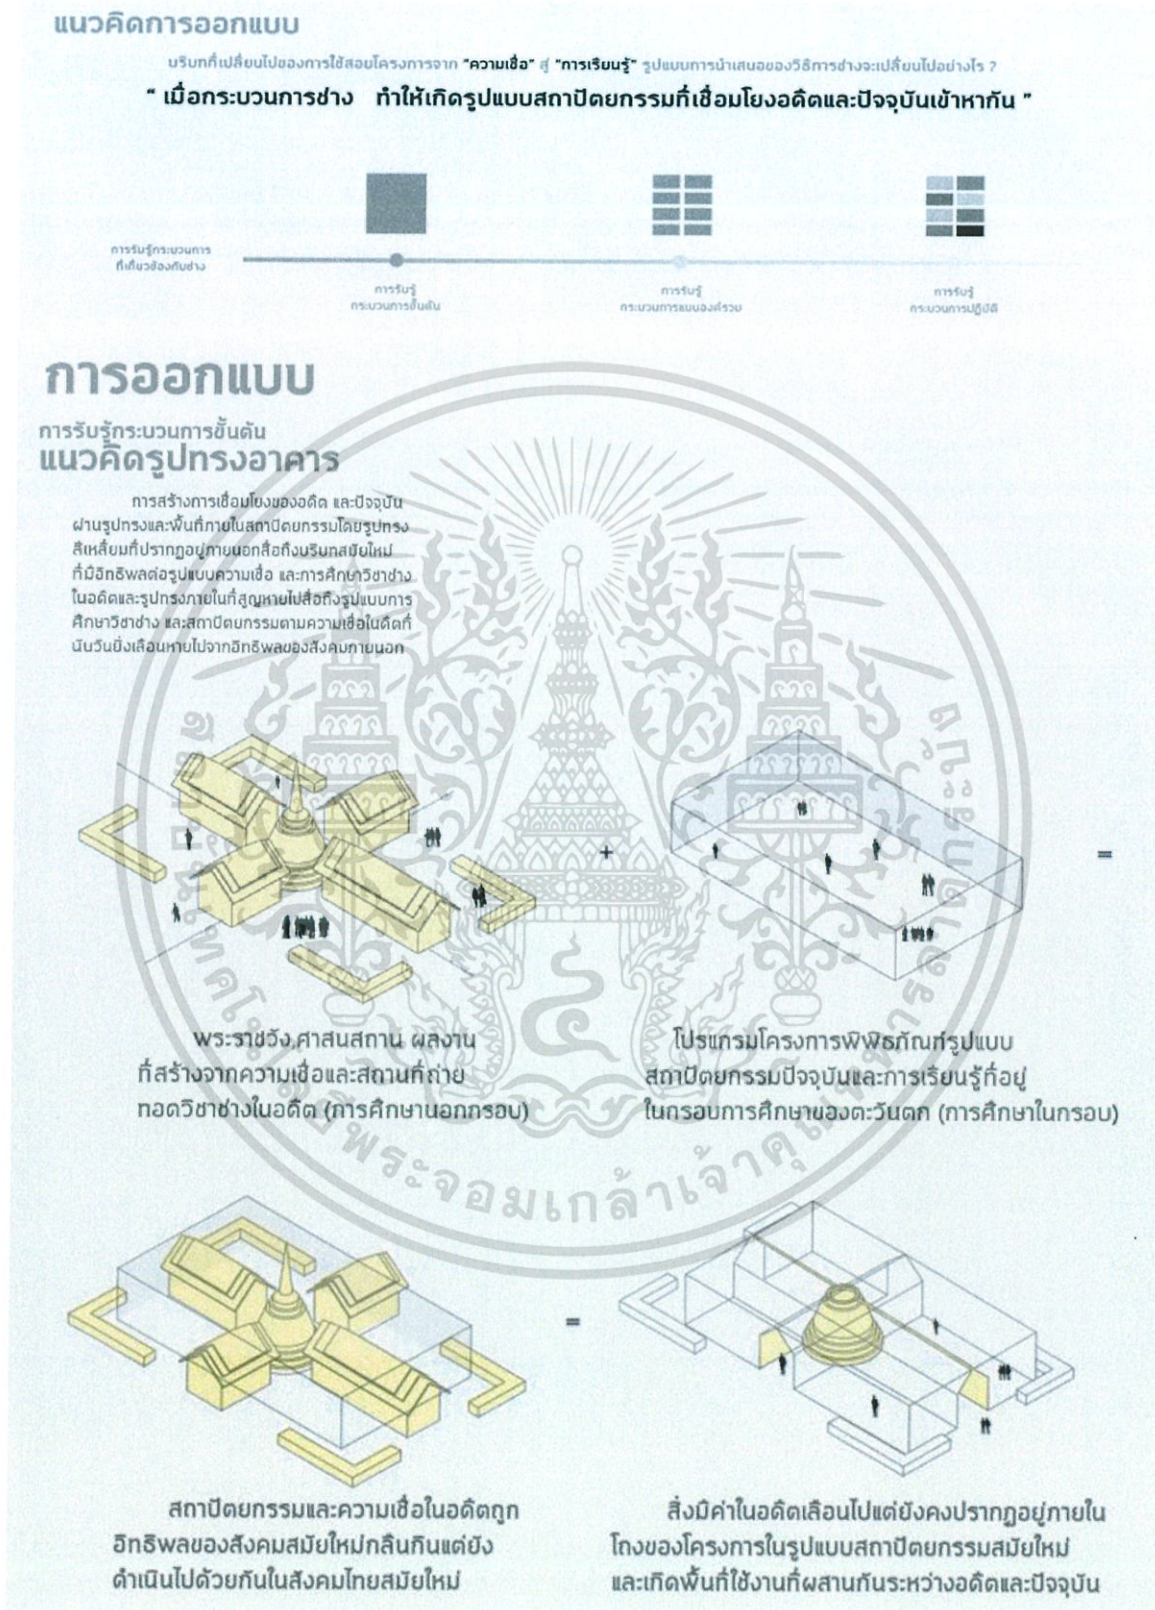 แนวคิดการออกแบบ
บริบทที่เปลี่ยนไปของการใช้สอยโครงการจาก "ความเชื่อ" สู่ "การเรียนรู้" รูปแบบการนำเสนอของวิธีการช่างจะเปลี่ยนไปอย่างไร ?
" เมื่อกระบวนการช่าง ทำให้เกิดรูปแบบสถาปัตยกรรมที่เชื่อมโยงอดีตและปัจจุบันเข้าหากัน "
การรับรู้กระบวนการ
ที่เกี่ยวข้องกับช่าง
การรับรู้
กระบวนการขั้นต้น
การรับรู้
กระบวนการแบบองค์รวม
การรับรู้
กระบวนการปฏิบัติ
การออกแบบ
การรับรู้กระบวนการขั้นต้น
แนวคิดรูปทรงอาคาร
การสร้างการเชื่อมโยงของอดีต และปัจจุบัน
ผ่านรูปทรงและพื้นที่ภายในสถาปัตยกรรมโดยรูปทรง
สี่เหลี่ยมที่ปรากฏอยู่ภายนอกสื่อถึงบริบทสมัยใหม่
ที่มีอิทธิพลต่อรูปแบบความเชื่อ และการศึกษาวิชาช่าง
ในอดีตและรูปทรงภายในที่สูญหายไปสื่อถึงรูปแบบการ
ศึกษาวิชาช่าง และสถาปัตยกรรมตามความเชื่อในดีตที่
นับวันยิ่งเลือนหายไปจากอิทธิพลของสังคมภายนอก
+
=
พระราชวัง ศาสนสถาน ผลงาน
ที่สร้างจากความเชื่อและสถานที่ถ่าย
ทอดวิชาช่างในอดีต (การศึกษานอกกรอบ)
โปรแกรมโครงการพิพิธภัณฑ์รูปแบบ
สถาปัตยกรรมปัจจุบันและการเรียนรู้ที่อยู่
ในกรอบการศึกษาของตะวันตก (การศึกษาในกรอบ)
=
สถาปัตยกรรมและความเชื่อในอดีตถูก
อิทธิพลของสังคมสมัยใหม่กลืนกินแต่ยัง
ดำเนินไปด้วยกันในสังคมไทยสมัยใหม่
สิ่งมีค่าในอดีตเลือนไปแต่ยังคงปรากฏอยู่ภายใน
โถงของโครงการในรูปแบบสถาปัตยกรรมสมัยใหม่
และเกิดพื้นที่ใช้งานที่ผสานกันระหว่างอดีตและปัจจุบัน
สถาบันเทคโนโลยีพระจอมเกล้าเจ้าคุณทหารลาดกระบัง
๔